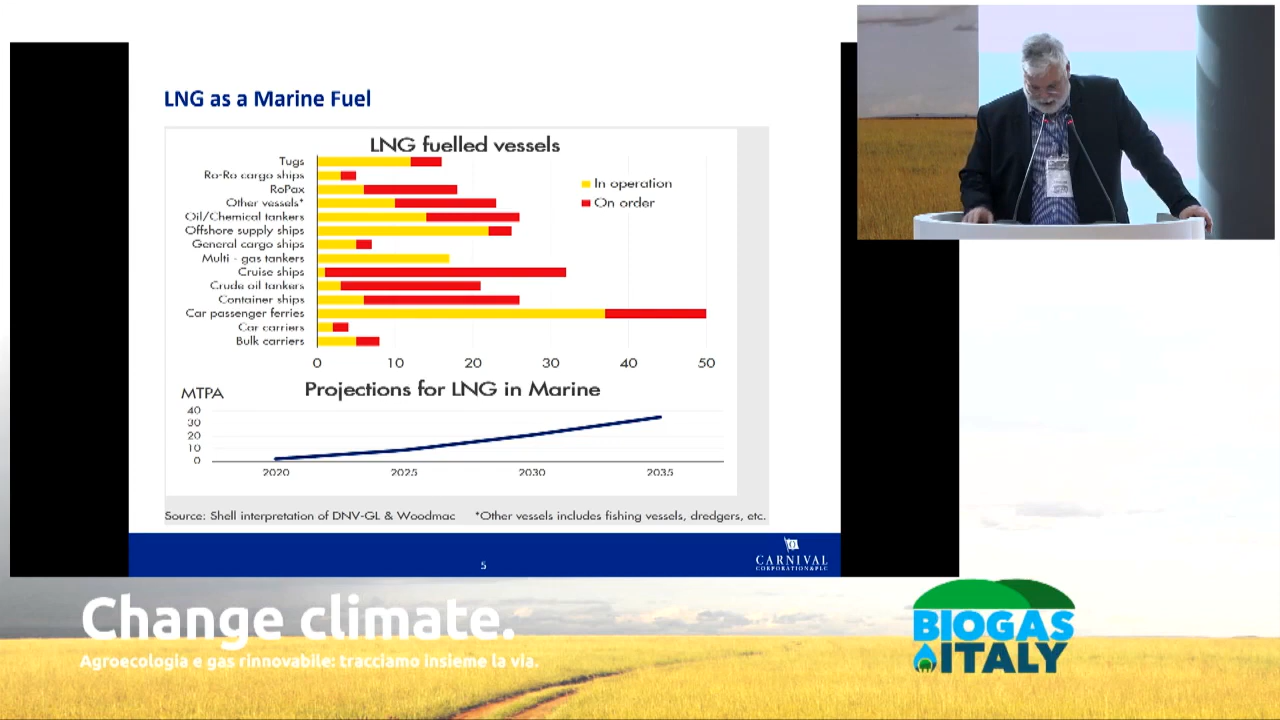 LNG as a Marine Fuel
LNG fuelled vessels
In operation
On order
Tugs
Ro-Ro cargo ships
RoPax
Other vessels*
Oil/Chemical tankers
Offshore supply ships
General cargo ships
Multi - gas tankers
Cruise ships
Crude oil tankers
Container ships
Car passenger ferries
Car carriers
Bulk carriers
0 10 20 30 40 50
Projections for LNG in Marine
MTPA
40
30
20
10
0
2020 2025 2030 2035
Source: Shell interpretation of DNV-GL & Woodmac *Other vessels includes fishing vessels, dredgers, etc.
5
CARNIVAL
CORPORATION&PLC
Change climate.
Agroecologia e gas rinnovabile: tracciamo insieme la via.
BIOGAS
ITALY